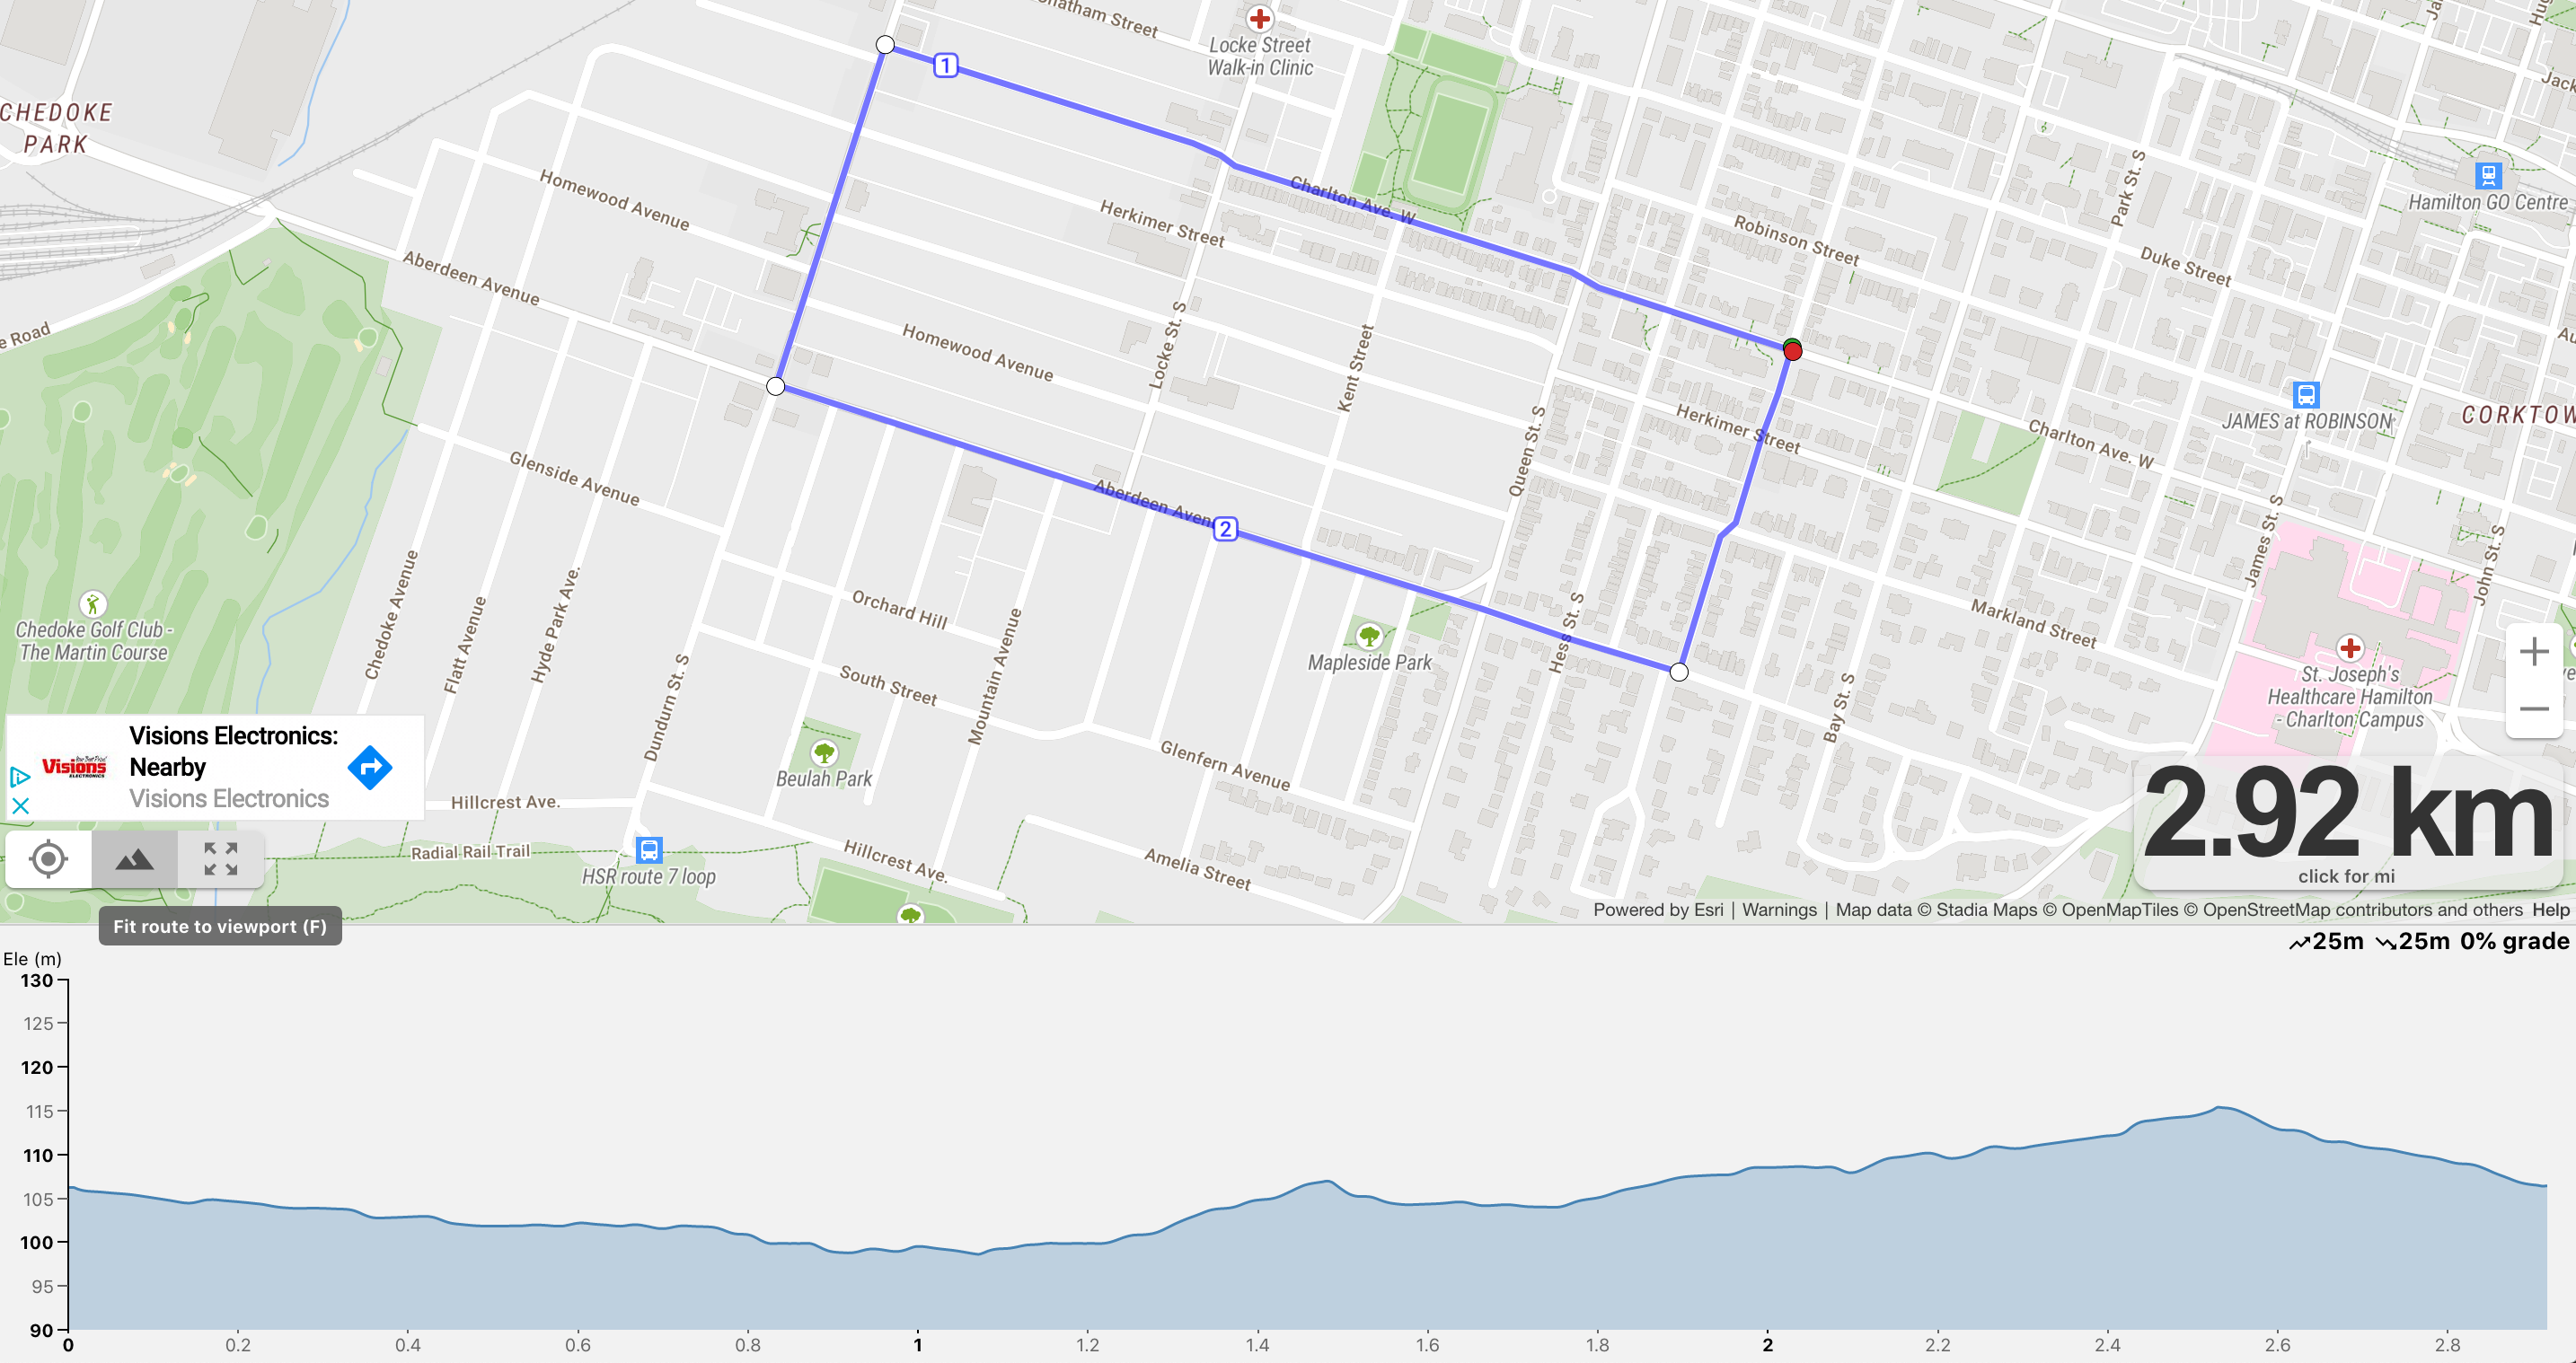 Chatham Street
1
Locke Street
Walk-in Clinic
CHEDOKE
PARK
Homewood Avenue
Herkimer Street
Charlton Ave. W
Robinson Street
Park St. S
Hamilton GO Centre
Duke Street
Aberdeen Avenue
e Road
Homewood Avenue
Locke St. S
Kent Street
Queen St. S
Herkimer Street
JAMES at ROBINSON
CORKTOW
Charlton Ave. W
Glenside Avenue
Aberdeen Aven
2
James St. S
John St. S
Chedoke Avenue
Flatt Avenue
Hyde Park Ave.
Orchard Hill
Mountain Avenue
Hess St. S
Markland Street
Chedoke Golf Club -
The Martin Course
Mapleside Park
South Street
Dundurn St. S
Bay St. S
St. Joseph's
Healthcare Hamilton
- Charlton Campus
+
−
Visions Electronics:
Nearby
Visions Electronics
Visions
ELECTRONICS
Beulah Park
Glenfern Avenue
Hillcrest Ave.
Radial Rail Trail
HSR route 7 loop
Hillcrest Ave.
Amelia Street
2.92 km
click for mi
Powered by Esri | Warnings | Map data © Stadia Maps © OpenMapTiles © OpenStreetMap contributors and others Help
Fit route to viewport (F)
25m 25m 0% grade
Ele (m)
130
125
120
115
110
105
100
95
90
0 0.2 0.4 0.6 0.8 1 1.2 1.4 1.6 1.8 2 2.2 2.4 2.6 2.8